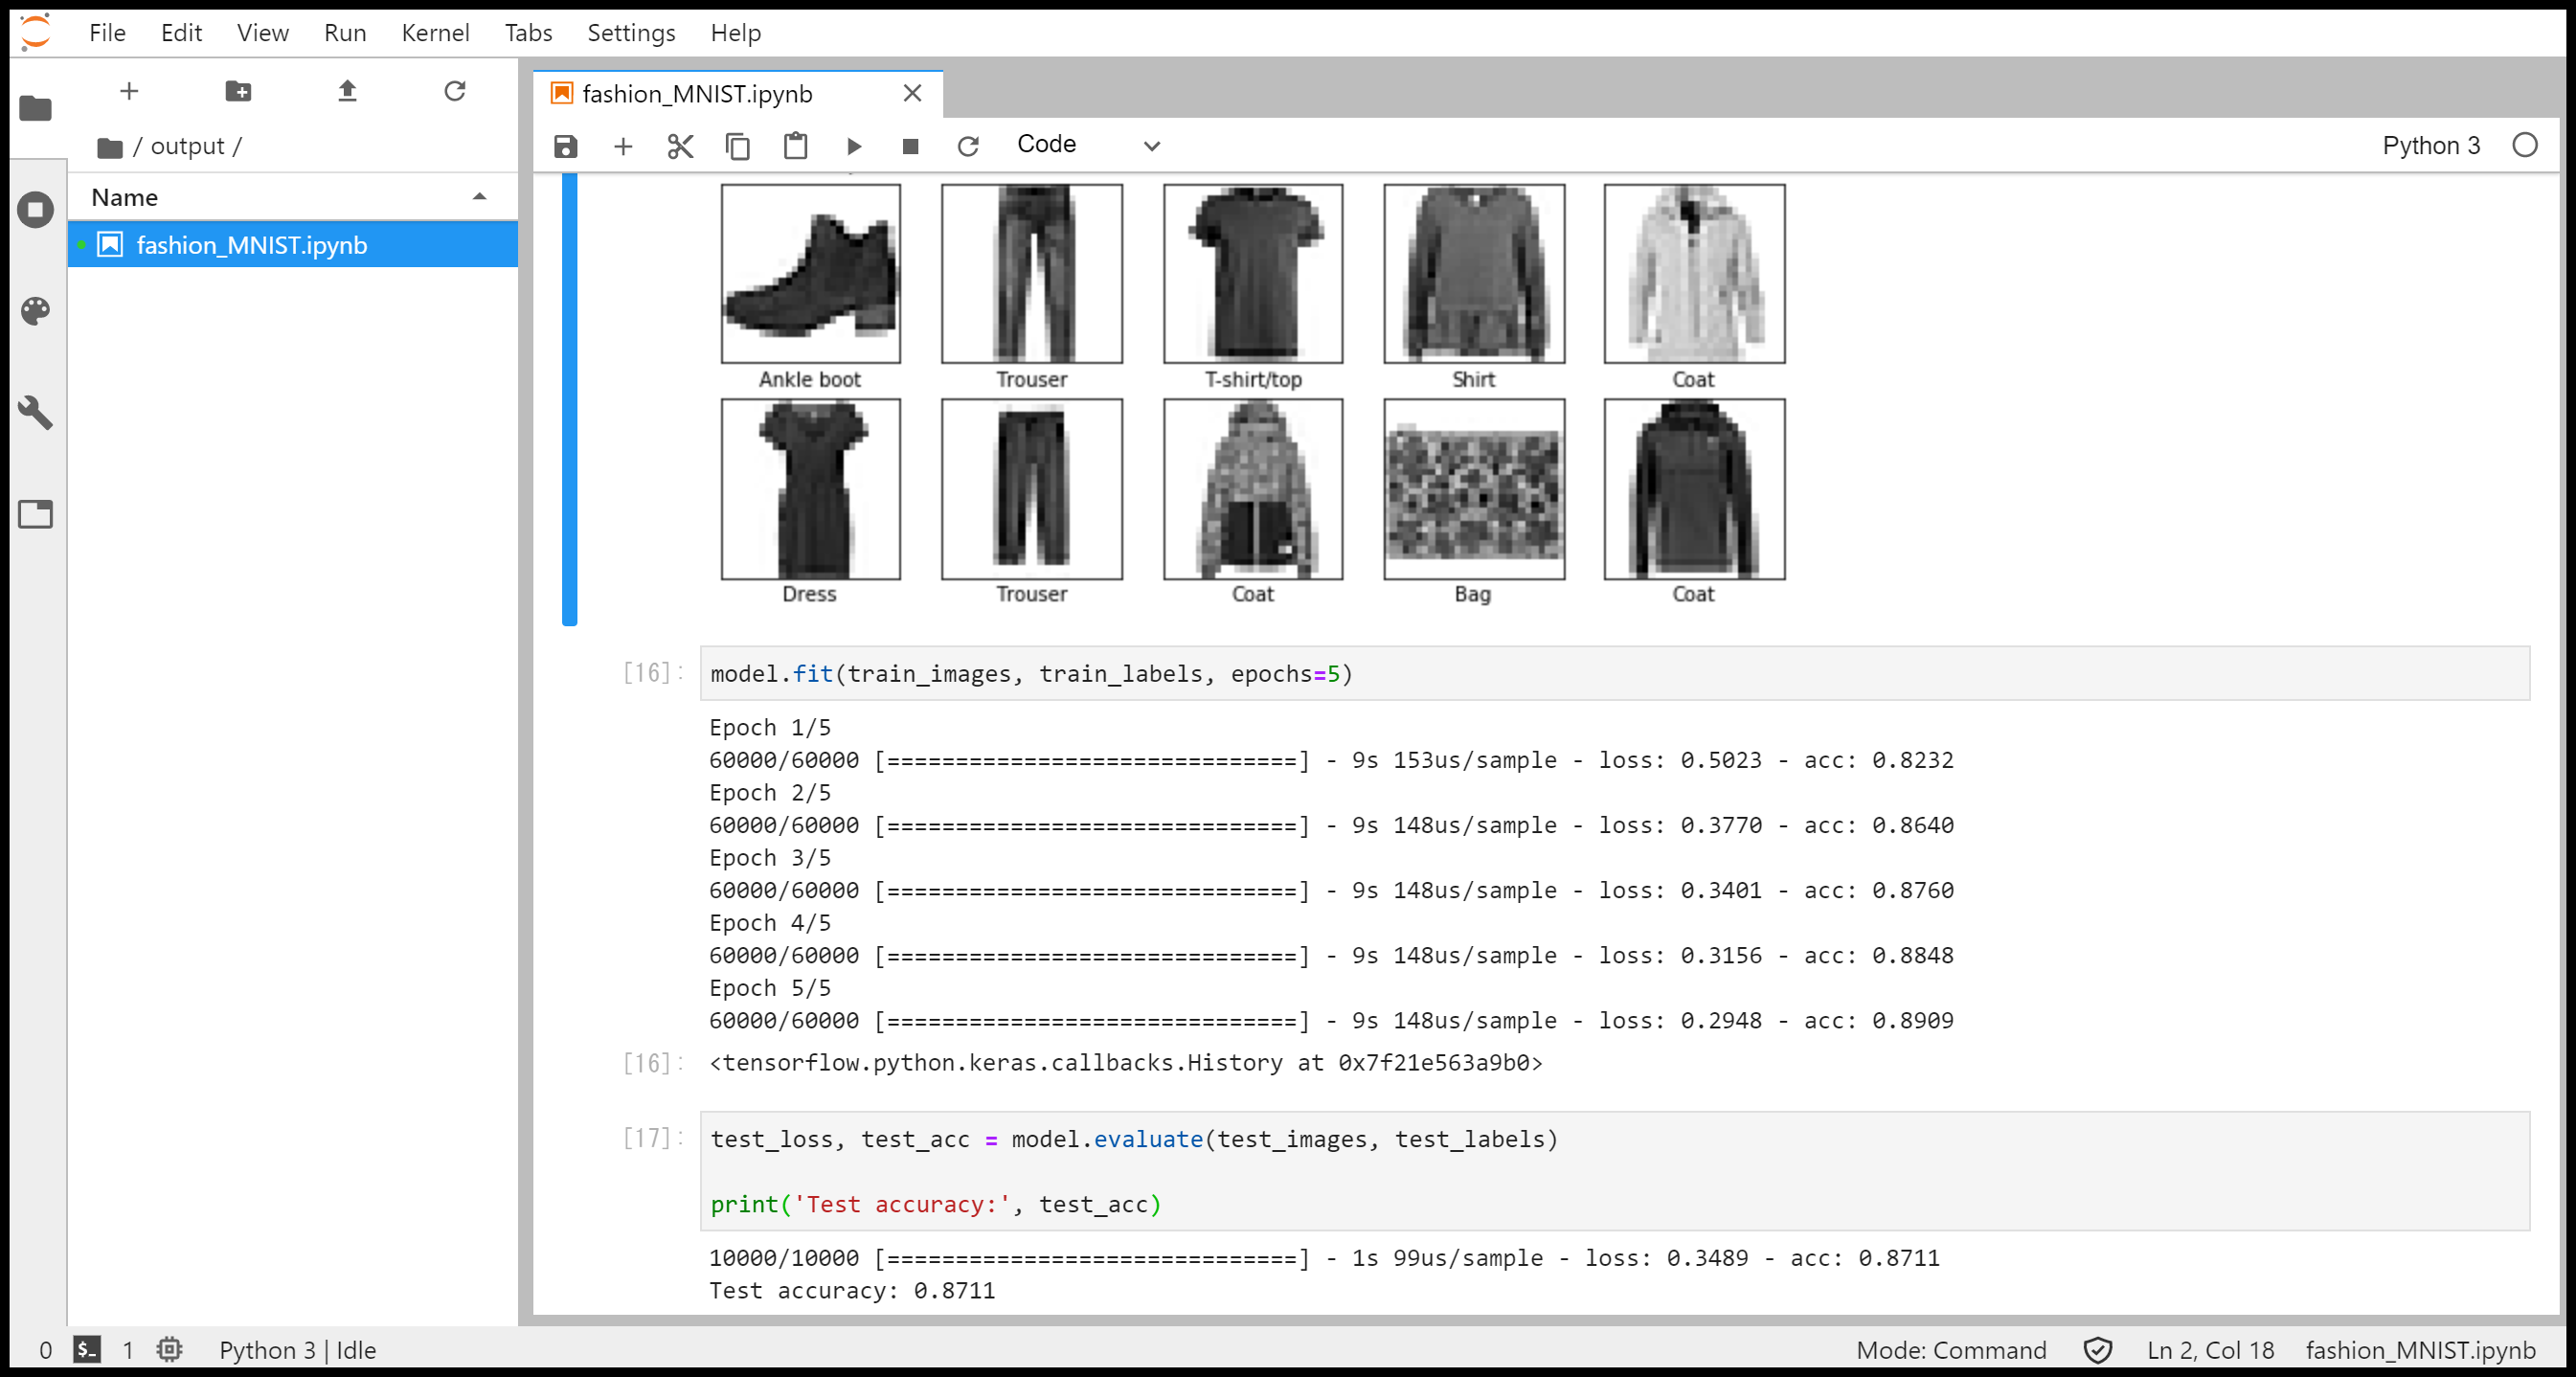 File Edit View Run Kernel Tabs Settings Help
/ output /
Name
fashion_MNIST.ipynb
fashion_MNIST.ipynb
Code
Python 3
Ankle boot Trouser T-shirt/top Shirt Coat
Dress Trouser Coat Bag Coat
[16]: model.fit(train_images, train_labels, epochs=5)
Epoch 1/5
60000/60000 [==============================] - 9s 153us/sample - loss: 0.5023 - acc: 0.8232
Epoch 2/5
60000/60000 [==============================] - 9s 148us/sample - loss: 0.3770 - acc: 0.8640
Epoch 3/5
60000/60000 [==============================] - 9s 148us/sample - loss: 0.3401 - acc: 0.8760
Epoch 4/5
60000/60000 [==============================] - 9s 148us/sample - loss: 0.3156 - acc: 0.8848
Epoch 5/5
60000/60000 [==============================] - 9s 148us/sample - loss: 0.2948 - acc: 0.8909
[16]: <tensorflow.python.keras.callbacks.History at 0x7f21e563a9b0>
[17]: test_loss, test_acc = model.evaluate(test_images, test_labels)
print('Test accuracy:', test_acc)
10000/10000 [==============================] - 1s 99us/sample - loss: 0.3489 - acc: 0.8711
Test accuracy: 0.8711
0 $_ 1 Python 3 | Idle Mode: Command Ln 2, Col 18 fashion_MNIST.ipynb